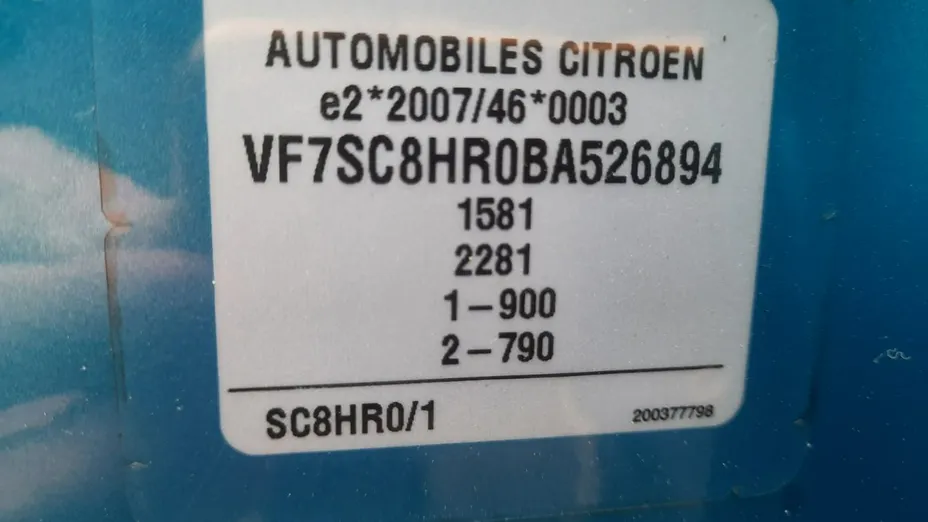 AUTOMOBILES CITROEN
e2*2007/46*0003
VF7SC8HR0BA526894
1581
2281
1-900
2-790
SC8HR0/1
200377798